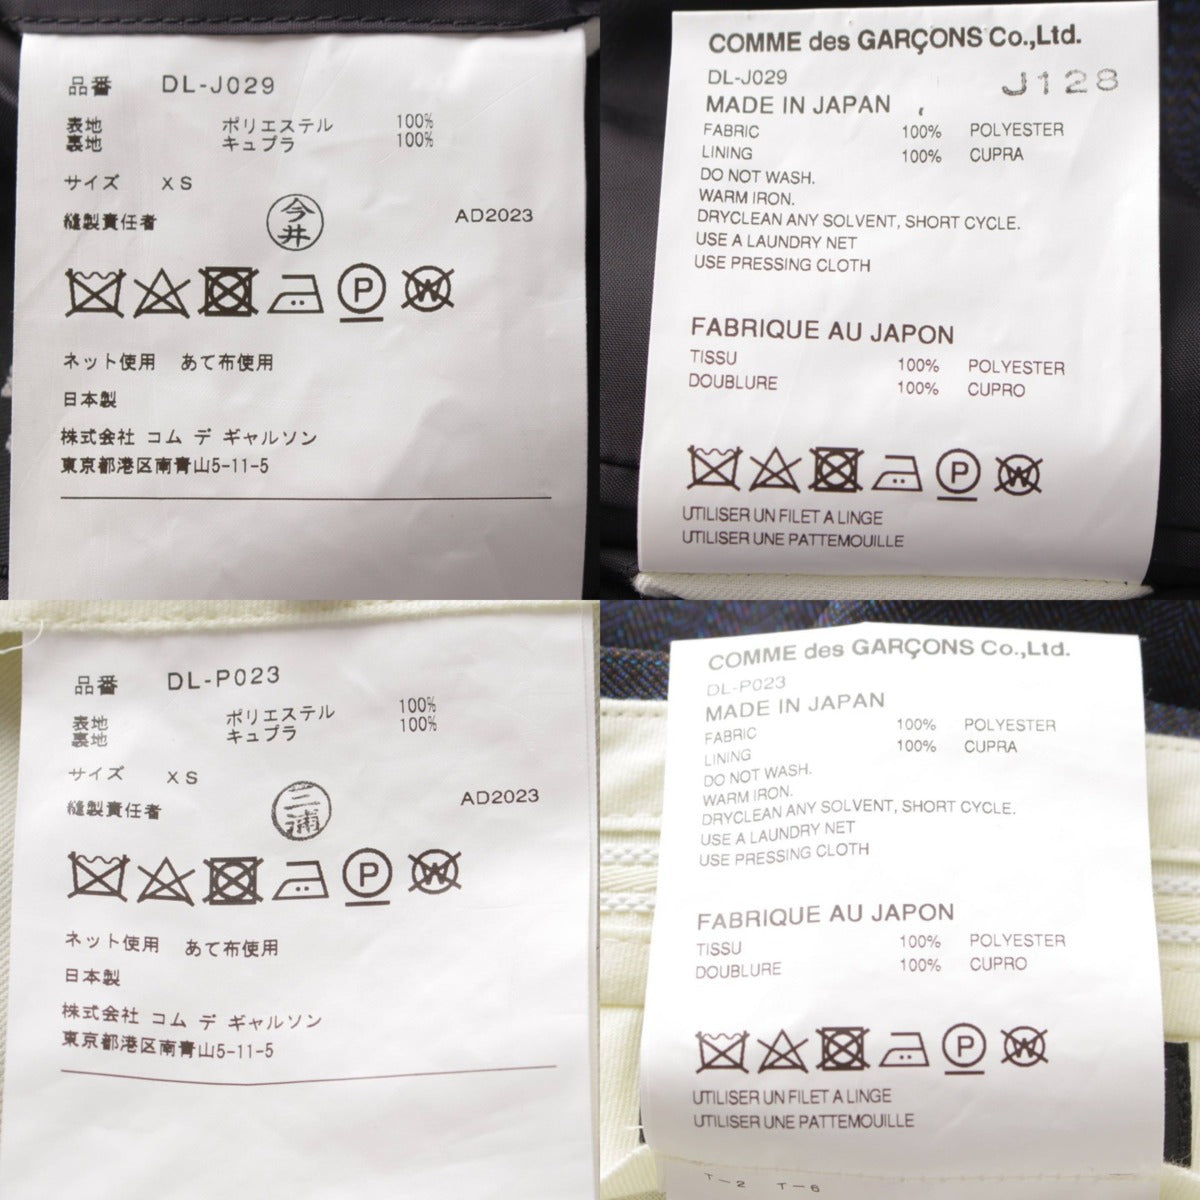 品番 DL-J029
表地 ポリエステル 100%
裏地 キュプラ 100%
サイズ XS
縫製責任者 今井 AD2023
P
W
ネット使用 あて布使用
日本製
株式会社 コム デ ギャルソン
東京都港区南青山5-11-5
COMME des GARÇONS Co.,Ltd.
DL-J029
J128
MADE IN JAPAN
FABRIC 100% POLYESTER
LINING 100% CUPRA
DO NOT WASH.
WARM IRON.
DRYCLEAN ANY SOLVENT, SHORT CYCLE.
USE A LAUNDRY NET
USE PRESSING CLOTH
FABRIQUE AU JAPON
TISSU 100% POLYESTER
DOUBLURE 100% CUPRO
P
W
UTILISER UN FILET A LINGE
UTILISER UNE PATTEMOUILLE
品番 DL-P023
表地 ポリエステル 100%
裏地 キュプラ 100%
サイズ XS
縫製責任者 三浦 AD2023
P
W
ネット使用 あて布使用
日本製
株式会社 コム デ ギャルソン
東京都港区南青山5-11-5
COMME des GARÇONS Co.,Ltd.
DL-P023
MADE IN JAPAN
FABRIC 100% POLYESTER
LINING 100% CUPRA
DO NOT WASH.
WARM IRON.
DRYCLEAN ANY SOLVENT, SHORT CYCLE.
USE A LAUNDRY NET
USE PRESSING CLOTH
FABRIQUE AU JAPON
TISSU 100% POLYESTER
DOUBLURE 100% CUPRO
P
W
UTILISER UN FILET A LINGE
UTILISER UNE PATTEMOUILLE
T-2 T-6